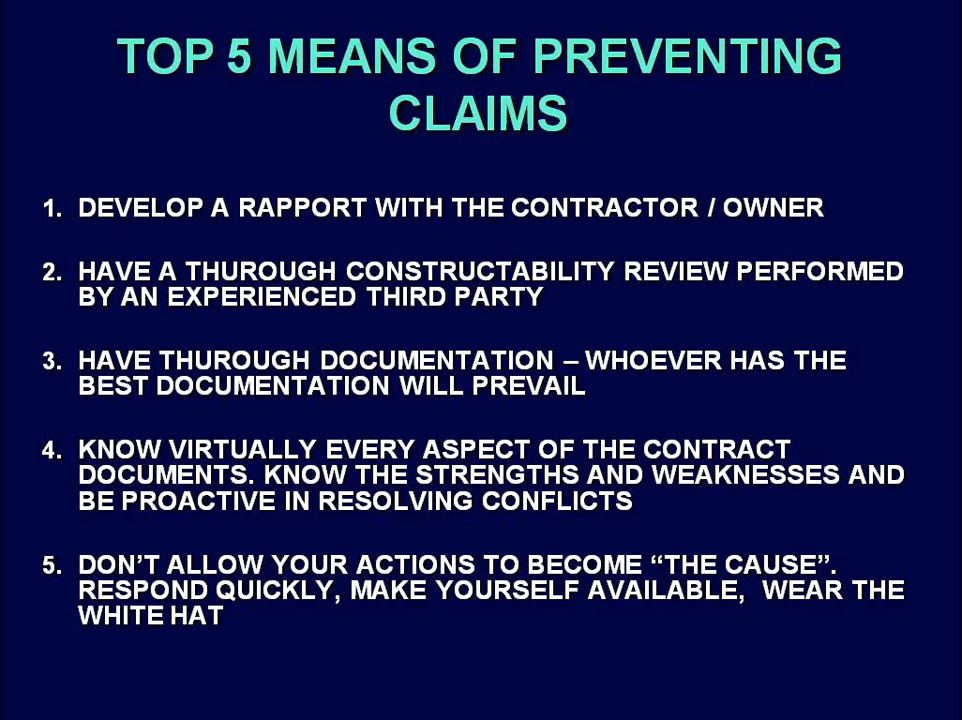 TOP 5 MEANS OF PREVENTING
CLAIMS
1. DEVELOP A RAPPORT WITH THE CONTRACTOR / OWNER
2. HAVE A THUROUGH CONSTRUCTABILITY REVIEW PERFORMED
BY AN EXPERIENCED THIRD PARTY
3. HAVE THUROUGH DOCUMENTATION – WHOEVER HAS THE
BEST DOCUMENTATION WILL PREVAIL
4. KNOW VIRTUALLY EVERY ASPECT OF THE CONTRACT
DOCUMENTS. KNOW THE STRENGTHS AND WEAKNESSES AND
BE PROACTIVE IN RESOLVING CONFLICTS
5. DON’T ALLOW YOUR ACTIONS TO BECOME “THE CAUSE”.
RESPOND QUICKLY, MAKE YOURSELF AVAILABLE, WEAR THE
WHITE HAT